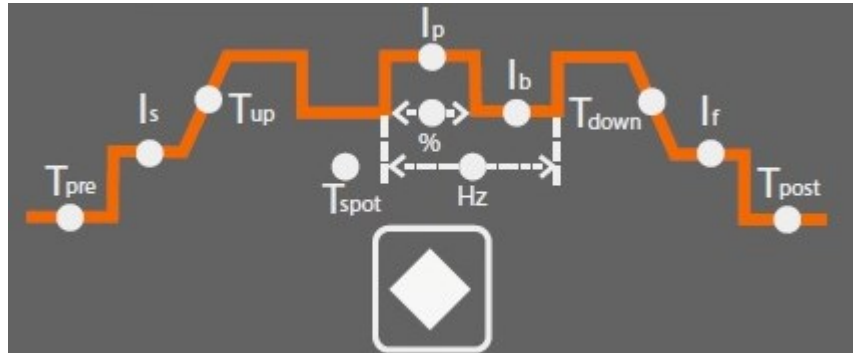 Ip
Is
Tup
Ib
Tdown
If
%
Tpre
Tspot
Hz
Tpost